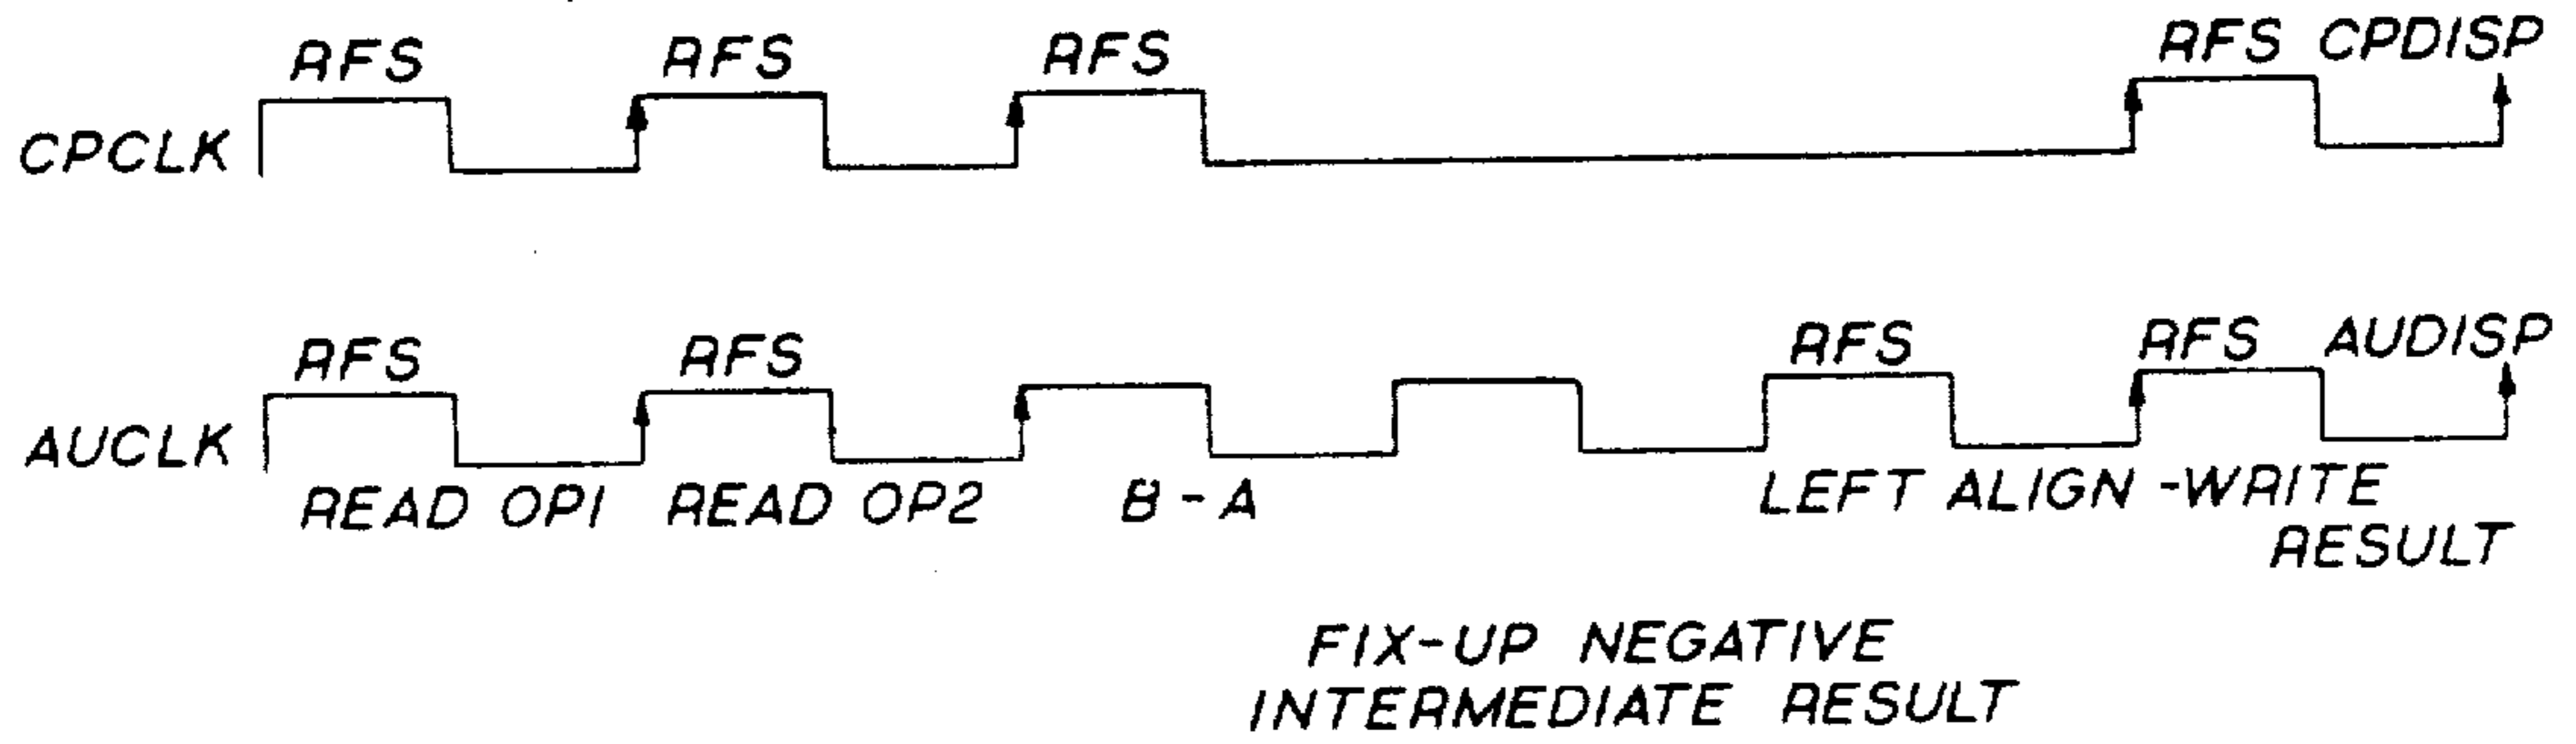 RFS RFS RFS RFS CPDISP
CPCLK
RFS RFS RFS RFS AUDISP
AUCLK
READ OP1 READ OP2 B-A LEFT ALIGN-WRITE
RESULT
FIX-UP NEGATIVE
INTERMEDIATE RESULT